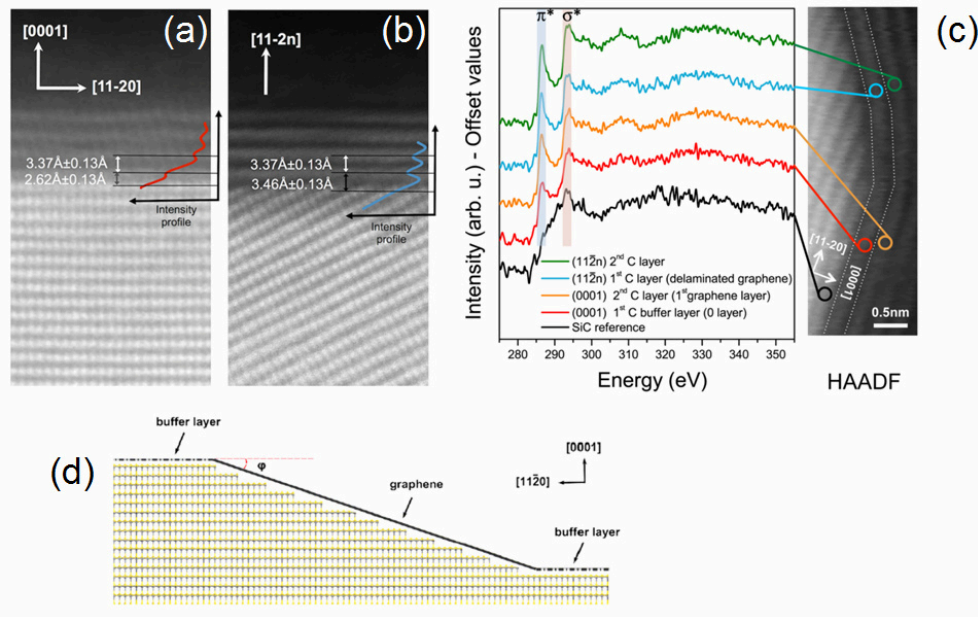 (a)
[0001]
[11-20]
3.37Å±0.13Å
2.62Å±0.13Å
Intensity
profile
(b)
[11-2n]
3.37Å±0.13Å
3.46Å±0.13Å
Intensity
profile
(c)
π*
σ*
Intensity (arb. u.) - Offset values
(112̅n) 2nd C layer
(112̅n) 1st C layer (delaminated graphene)
(0001) 2nd C layer (1st graphene layer)
(0001) 1st C buffer layer (0 layer)
SiC reference
275 280 290 300 310 320 330 340 350
Energy (eV)
[11-20]
[0001]
0.5nm
HAADF
(d)
buffer layer
φ
graphene
[0001]
[112̅0]
buffer layer